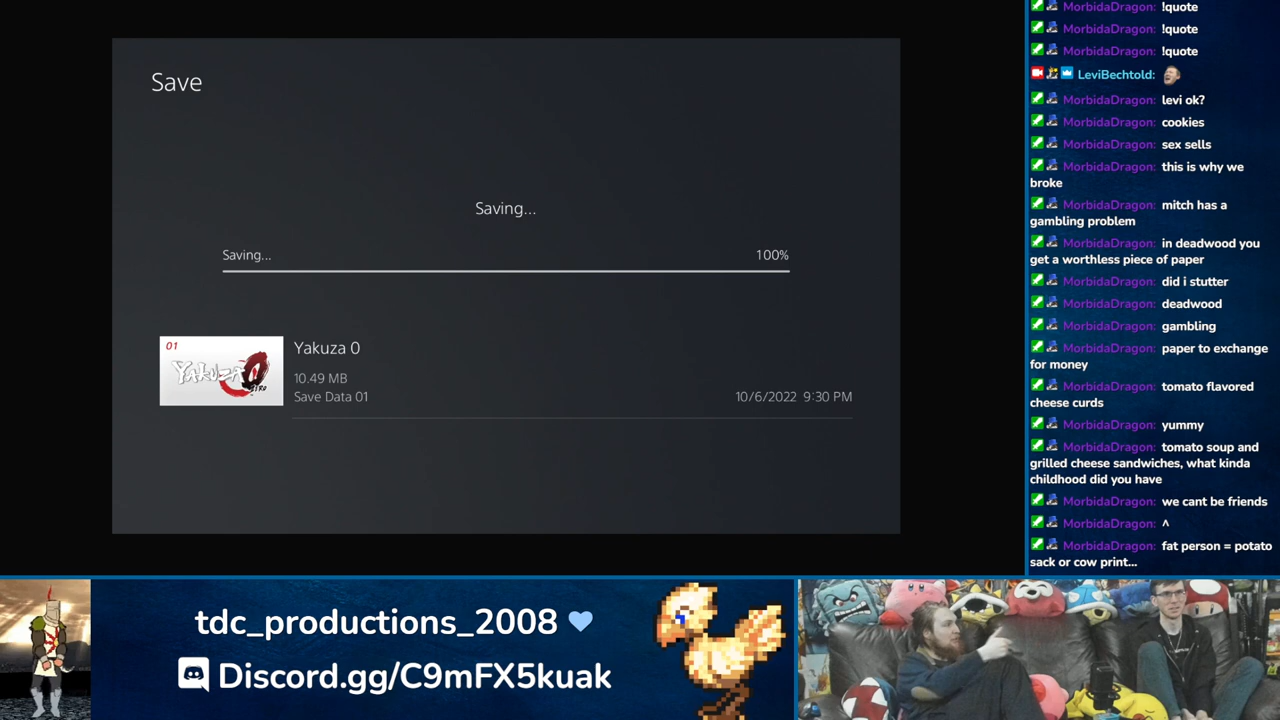 Save
Saving...
Saving...
100%
01
YAKUZA 0
Yakuza 0
10.49 MB
Save Data 01
10/6/2022 9:30 PM
MorbidaDragon: !quote
MorbidaDragon: !quote
MorbidaDragon: !quote
LeviBechtold:
MorbidaDragon: levi ok?
MorbidaDragon: cookies
MorbidaDragon: sex sells
MorbidaDragon: this is why we
broke
MorbidaDragon: mitch has a
gambling problem
MorbidaDragon: in deadwood you
get a worthless piece of paper
MorbidaDragon: did i stutter
MorbidaDragon: deadwood
MorbidaDragon: gambling
MorbidaDragon: paper to exchange
for money
MorbidaDragon: tomato flavored
cheese curds
MorbidaDragon: yummy
MorbidaDragon: tomato soup and
grilled cheese sandwiches, what kinda
childhood did you have
MorbidaDragon: we cant be friends
MorbidaDragon: ^
MorbidaDragon: fat person = potato
sack or cow print...
tdc_productions_2008
Discord.gg/C9mFX5kuak